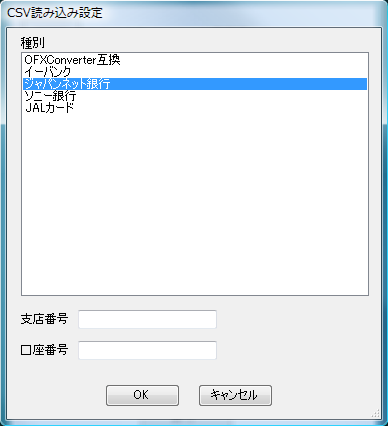 CSV読み込み設定
種別
OFXConverter互換
イーバンク
ジャパンネット銀行
ソニー銀行
JALカード
支店番号
口座番号
OK
キャンセル